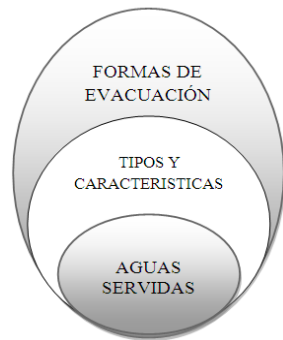 FORMAS DE
EVACUACIÓN
TIPOS Y
CARACTERISTICAS
AGUAS
SERVIDAS